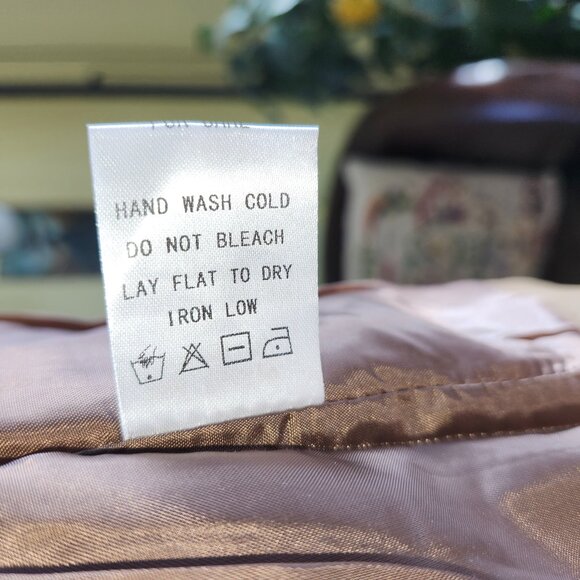 HAND WASH COLD
DO NOT BLEACH
LAY FLAT TO DRY
IRON LOW